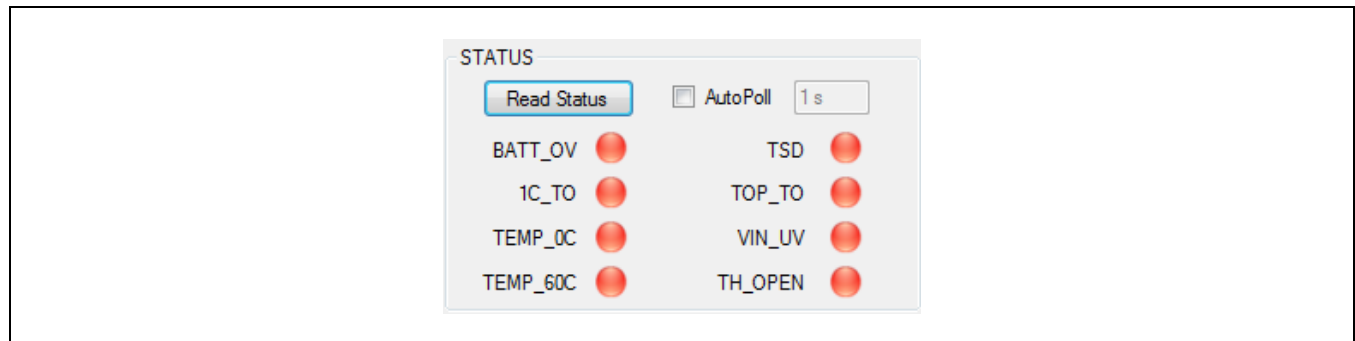 STATUS
Read Status AutoPoll 1 s
BATT_OV TSD
1C_TO TOP_TO
TEMP_0C VIN_UV
TEMP_60C TH_OPEN